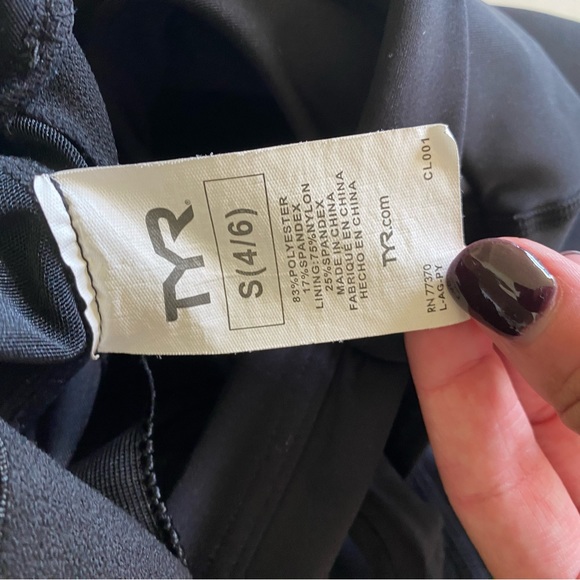 TYR
S(4/6)
83%POLYESTER
17%SPANDEX
LINING:75%NYLON
25%SPANDEX
MADE IN CHINA
FABRIQUÉ EN CHINA
HECHO EN CHINA
TYR.com
CL001
RN 77370
L-AG-PY